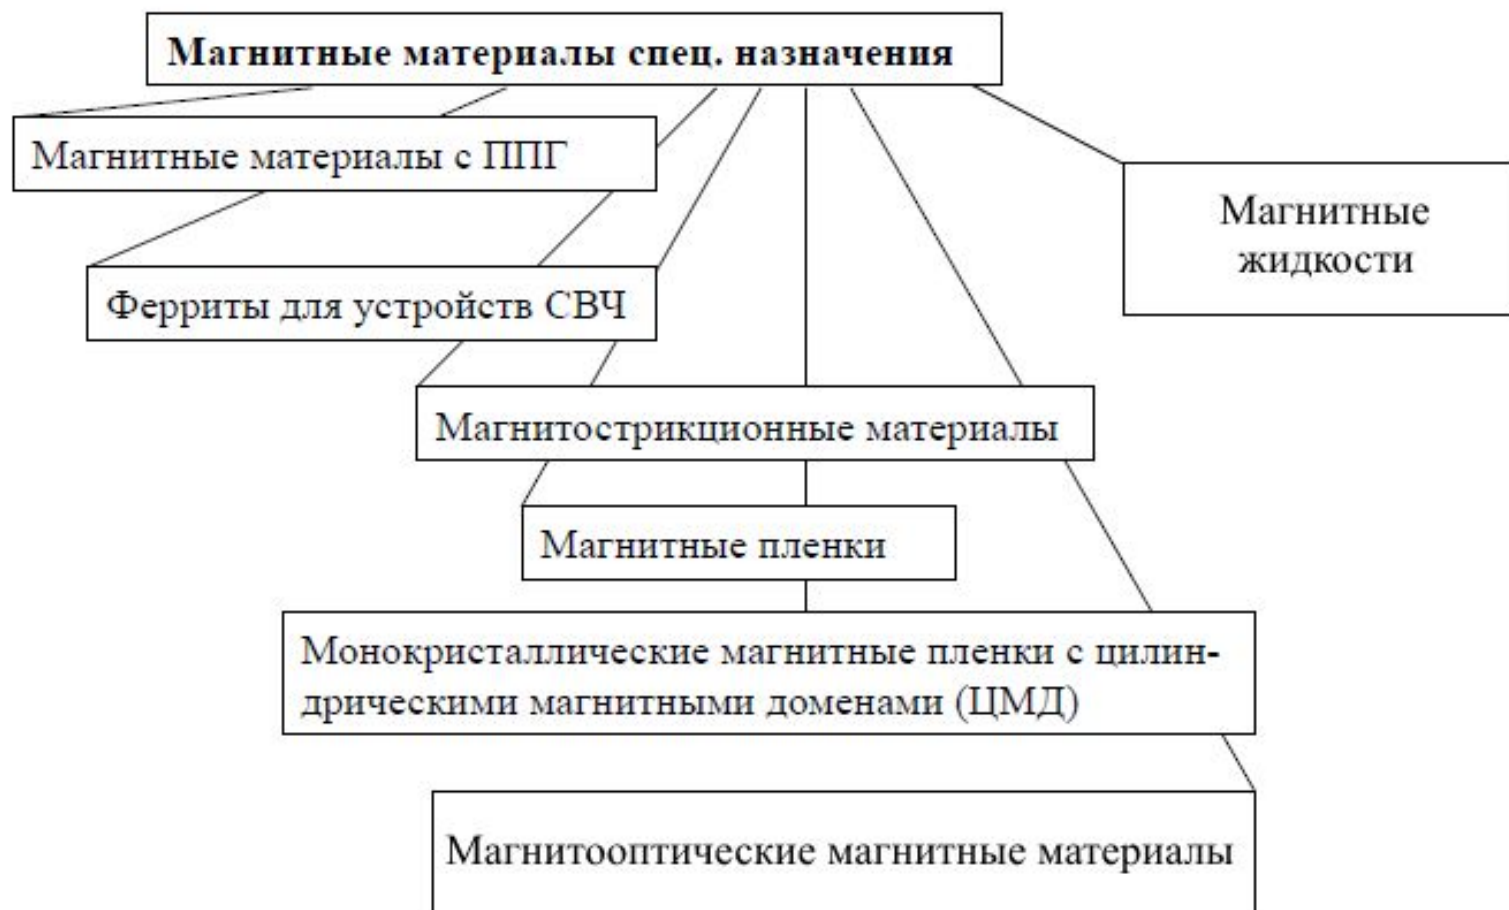 Магнитные материалы спец. назначения
Магнитные материалы с ППГ
Магнитные
жидкости
Ферриты для устройств СВЧ
Магнитострикционные материалы
Магнитные пленки
Монокристаллические магнитные пленки с цилин-
дрическими магнитными доменами (ЦМД)
Магнитооптические магнитные материалы